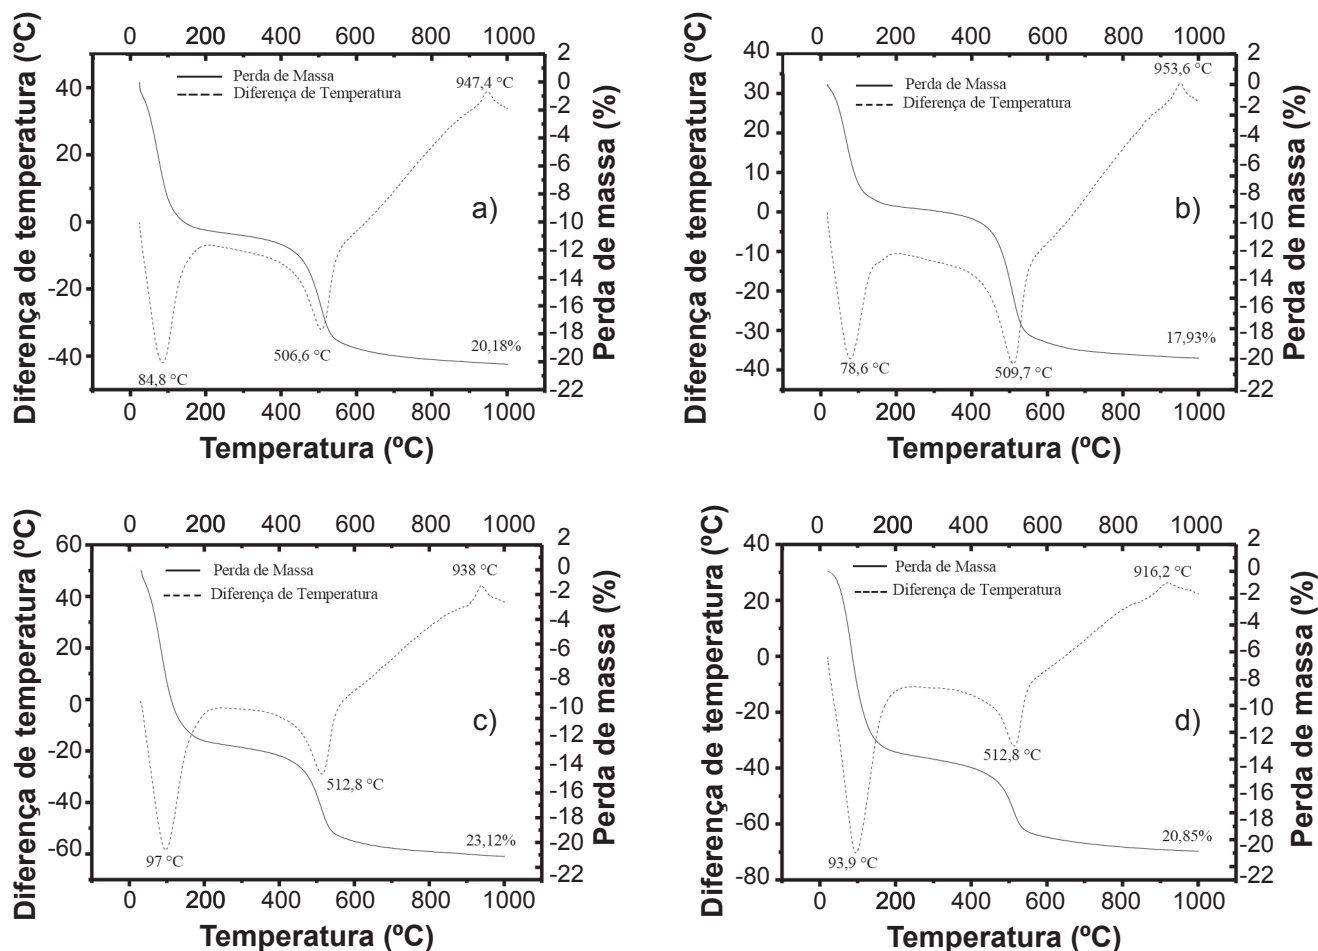 0 200 400 600 800 1000
Diferença de temperatura (ºC)
40
20
0
-20
-40
Perda de Massa
Diferença de Temperatura
947,4 °C
a)
506,6 °C
84,8 °C
20,18%
2
0
-2
-4
-6
-8
-10
-12
-14
-16
-18
-20
-22
Perda de massa (%)
0 200 400 600 800 1000
Temperatura (ºC)
0 200 400 600 800 1000
Diferença de temperatura (ºC)
40
30
20
10
0
-10
-20
-30
-40
Perda de Massa
Diferença de Temperatura
953,6 °C
b)
78,6 °C
509,7 °C
17,93%
2
0
-2
-4
-6
-8
-10
-12
-14
-16
-18
-20
22
Perda de massa (%)
0 200 400 600 800 1000
Temperatura (ºC)
0 200 400 600 800 1000
Diferença de temperatura (ºC)
60
40
20
0
-20
-40
-60
Perda de Massa
Diferença de Temperatura
938 °C
c)
512,8 °C
97 °C
23,12%
2
0
-2
-4
-6
-8
-10
-12
-14
-16
-18
-20
-22
Perda de massa (%)
0 200 400 600 800 1000
Temperatura (ºC)
0 200 400 600 800 1000
Diferença de temperatura (ºC)
40
20
0
-20
-40
-60
-80
Perda de Massa
Diferença de Temperatura
916,2 °C
d)
512,8 °C
93,9 °C
20,85%
2
0
-2
-4
-6
-8
-10
-12
-14
-16
-18
-20
-22
Perda de massa (%)
0 200 400 600 800 1000
Temperatura (ºC)